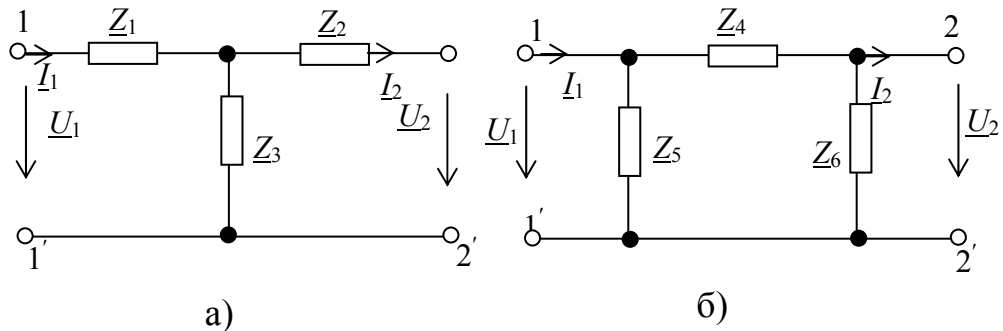 1 Z1 Z2
I1 I2
U1 Z3 U2
1′ 2′
а)
1 Z4 2
I1 I2
U1 Z5 Z6 U2
1′ 2′
б)